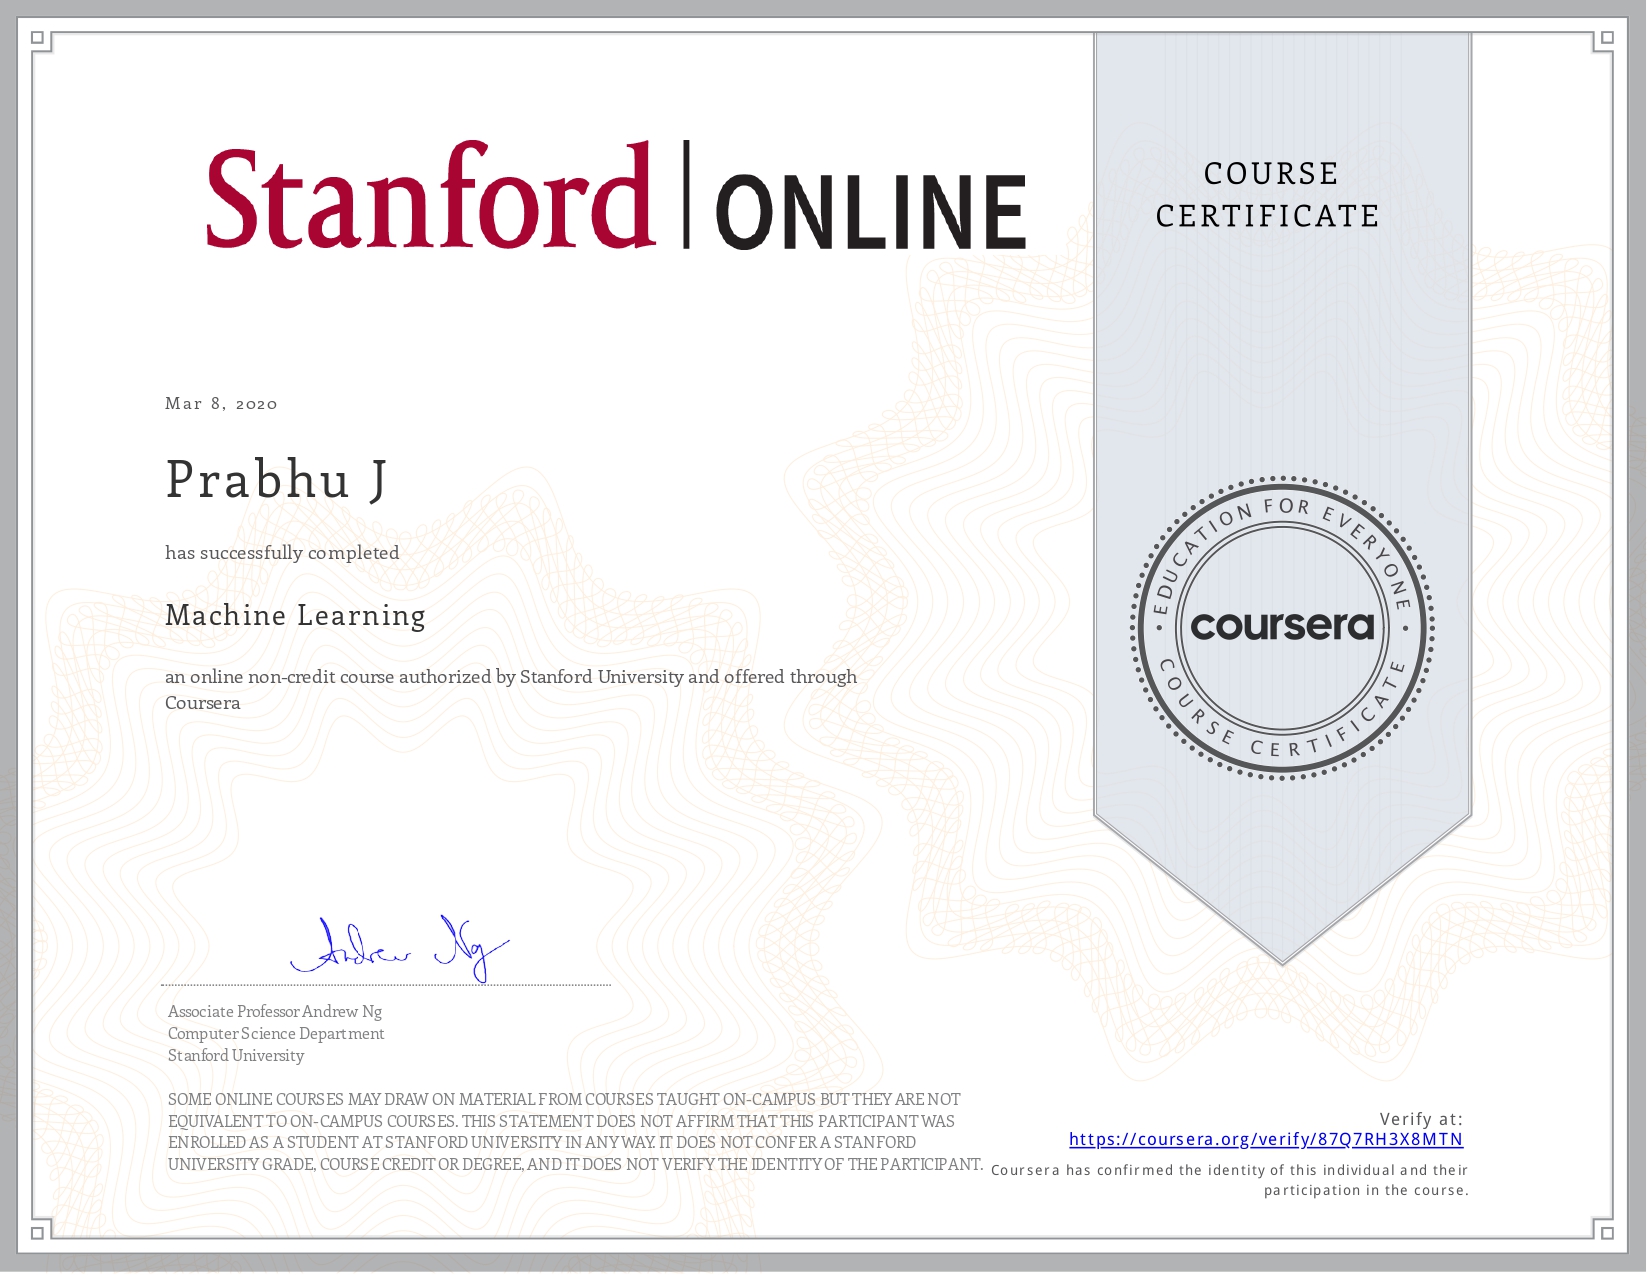 Stanford | ONLINE
COURSE
CERTIFICATE
Mar 8, 2020
Prabhu J
has successfully completed
Machine Learning
an online non-credit course authorized by Stanford University and offered through
Coursera
EDUCATION FOR EVERYONE
coursera
COURSE CERTIFICATE
Andrew Ng
Associate Professor Andrew Ng
Computer Science Department
Stanford University
SOME ONLINE COURSES MAY DRAW ON MATERIAL FROM COURSES TAUGHT ON-CAMPUS BUT THEY ARE NOT
EQUIVALENT TO ON-CAMPUS COURSES. THIS STATEMENT DOES NOT AFFIRM THAT THIS PARTICIPANT WAS
ENROLLED AS A STUDENT AT STANFORD UNIVERSITY IN ANY WAY. IT DOES NOT CONFER A STANFORD
UNIVERSITY GRADE, COURSE CREDIT OR DEGREE, AND IT DOES NOT VERIFY THE IDENTITY OF THE PARTICIPANT.
Verify at:
https://coursera.org/verify/87Q7RH3X8MTN
Coursera has confirmed the identity of this individual and their
participation in the course.